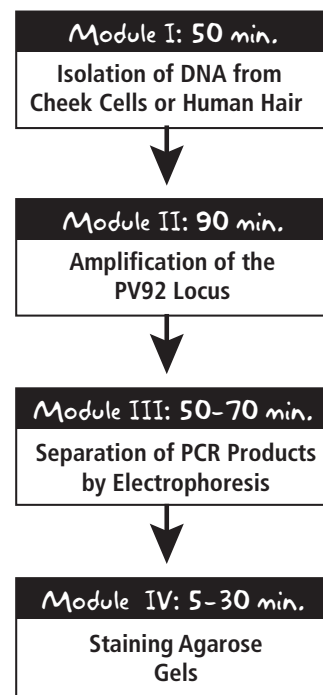 Module I: 50 min.
Isolation of DNA from
Cheek Cells or Human Hair
Module II: 90 min.
Amplification of the
PV92 Locus
Module III: 50-70 min.
Separation of PCR Products
by Electrophoresis
Module IV: 5-30 min.
Staining Agarose
Gels